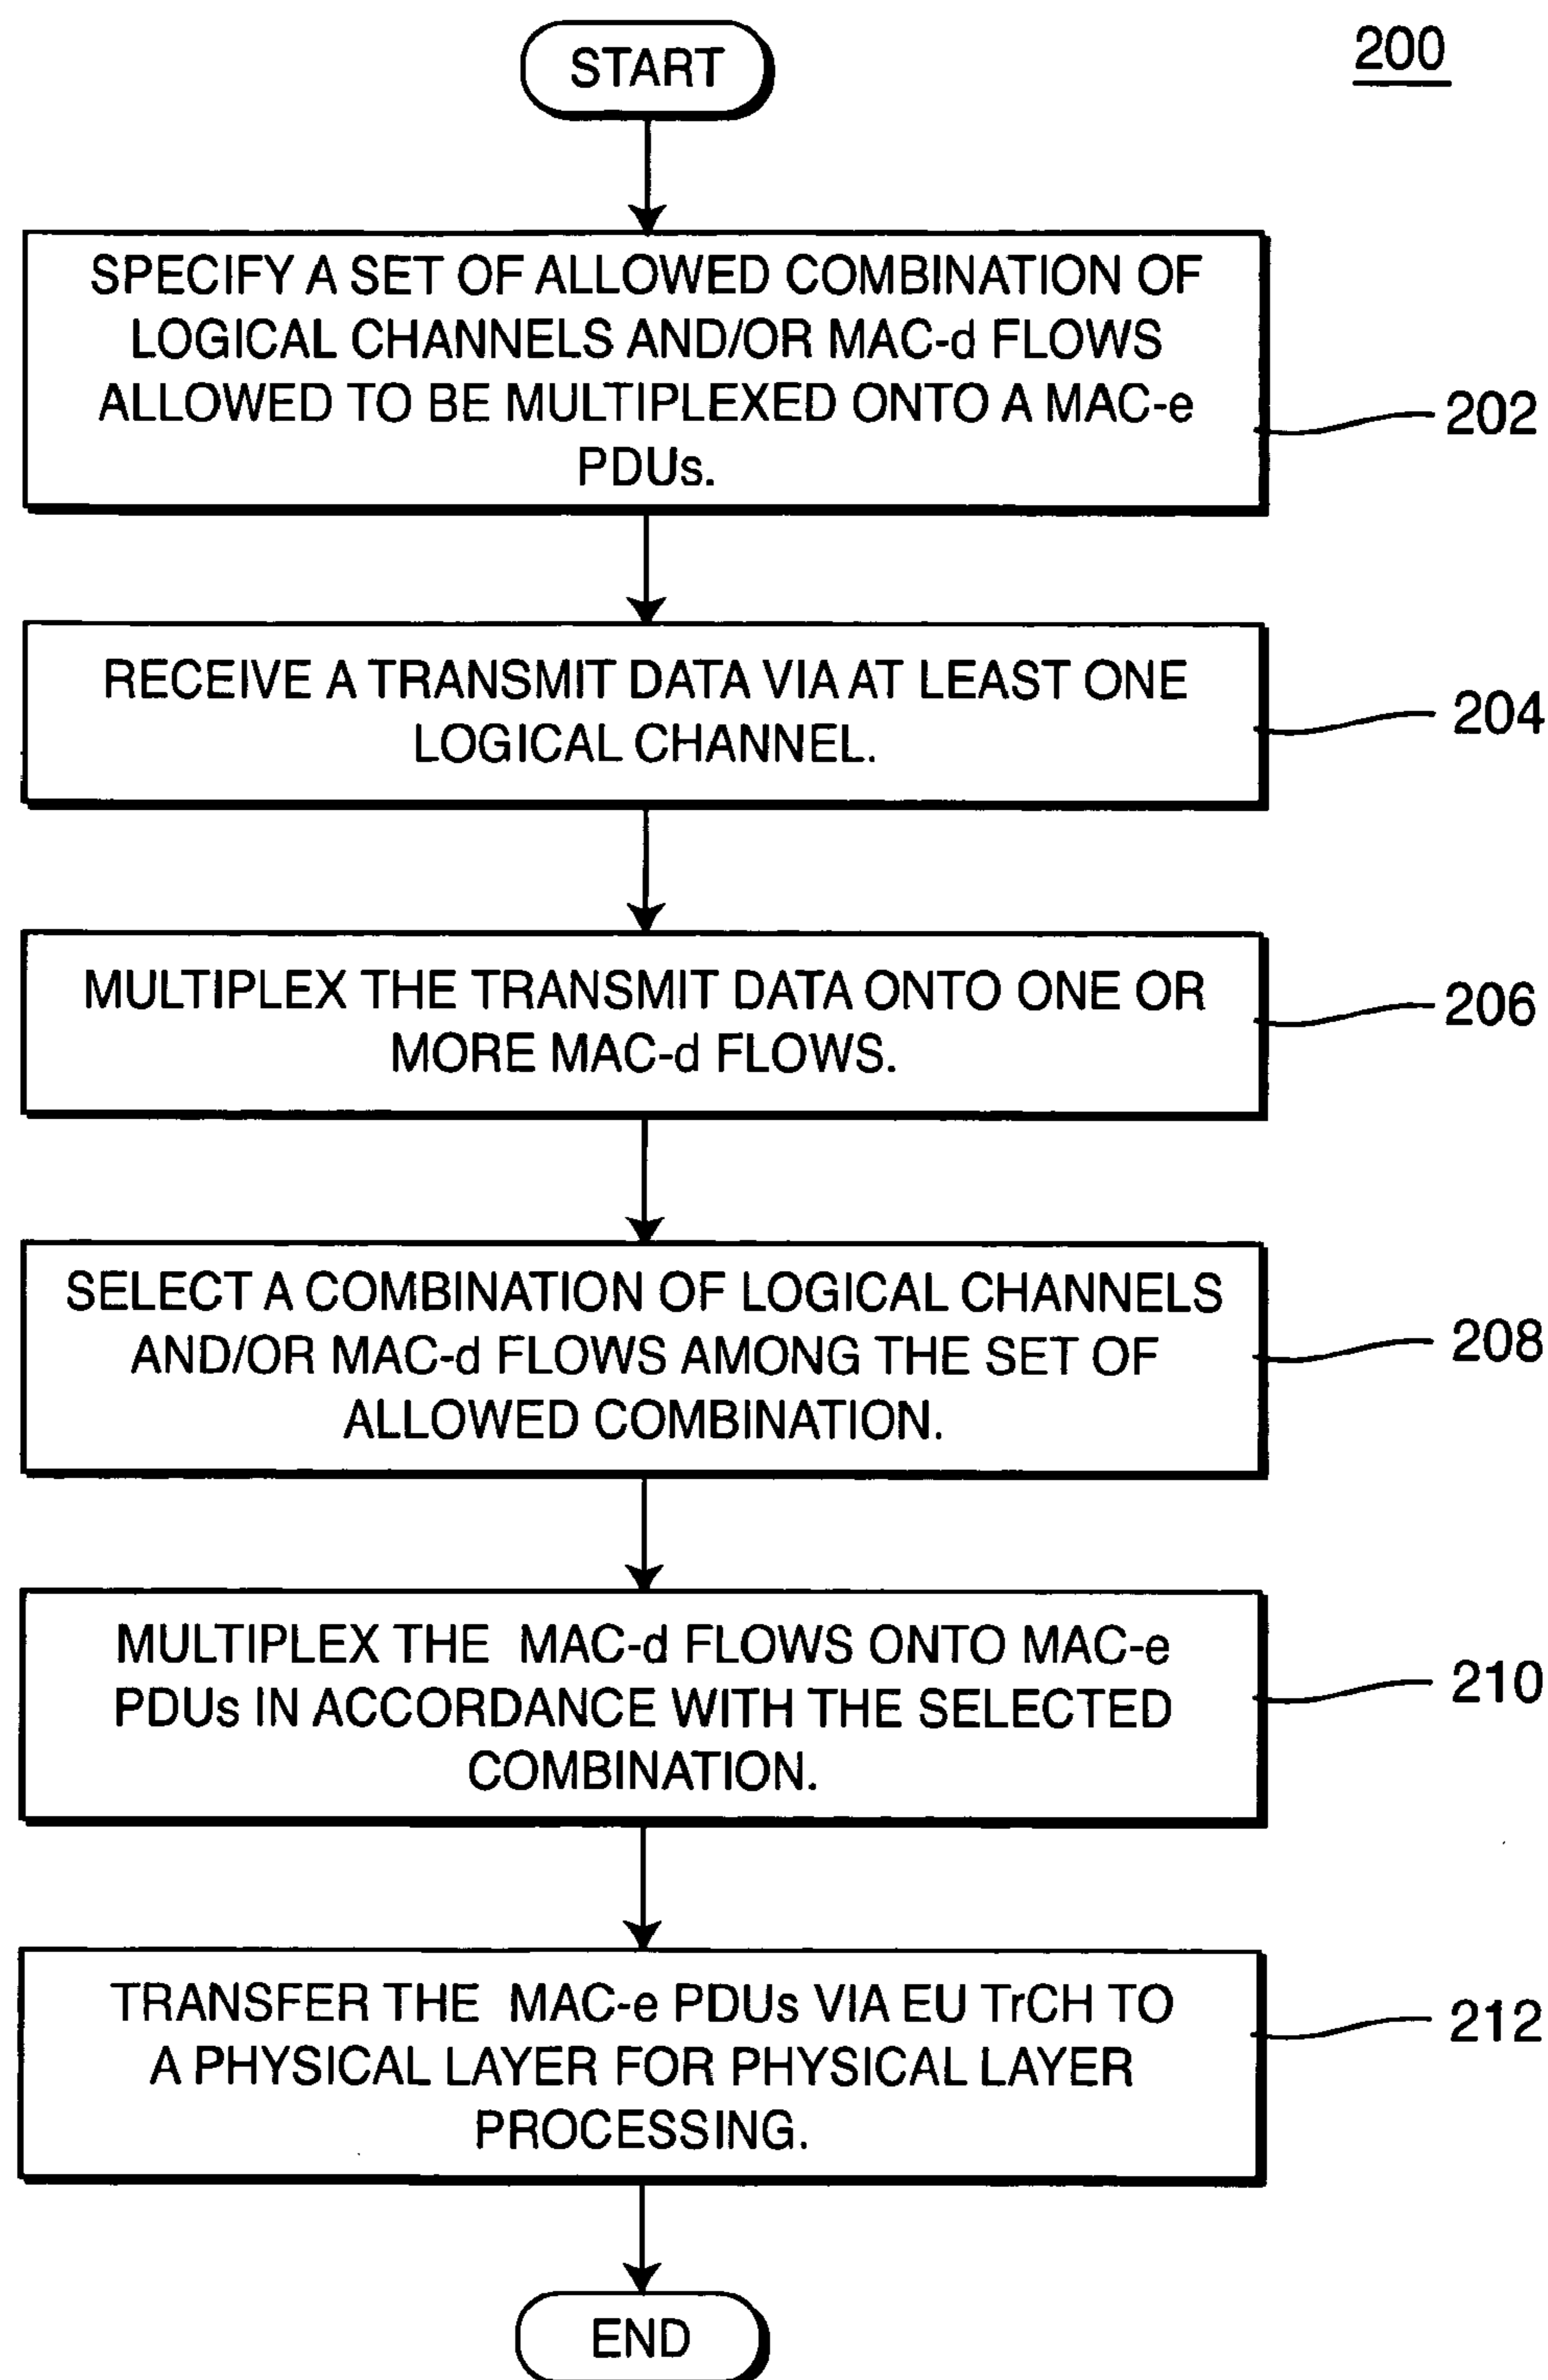 START
200
SPECIFY A SET OF ALLOWED COMBINATION OF
LOGICAL CHANNELS AND/OR MAC-d FLOWS
ALLOWED TO BE MULTIPLEXED ONTO A MAC-e
PDUs.
202
RECEIVE A TRANSMIT DATA VIA AT LEAST ONE
LOGICAL CHANNEL.
204
MULTIPLEX THE TRANSMIT DATA ONTO ONE OR
MORE MAC-d FLOWS.
206
SELECT A COMBINATION OF LOGICAL CHANNELS
AND/OR MAC-d FLOWS AMONG THE SET OF
ALLOWED COMBINATION.
208
MULTIPLEX THE MAC-d FLOWS ONTO MAC-e
PDUs IN ACCORDANCE WITH THE SELECTED
COMBINATION.
210
TRANSFER THE MAC-e PDUs VIA EU TrCH TO
A PHYSICAL LAYER FOR PHYSICAL LAYER
PROCESSING.
212
END